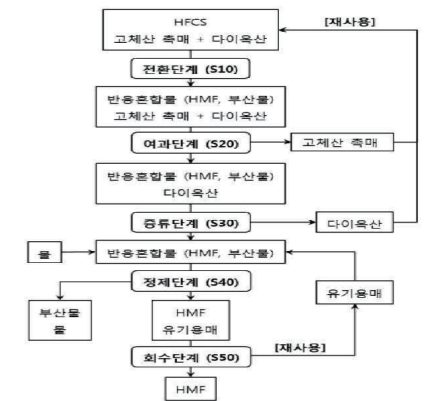 HFCS
[재사용]
고체산 촉매 + 다이옥산
전환단계 (S10)
반응혼합물 (HMF, 부산물)
고체산 촉매 + 다이옥산
여과단계 (S20)
고체산 촉매
반응혼합물 (HMF, 부산물)
다이옥산
증류단계 (S30)
다이옥산
물
반응혼합물 (HMF, 부산물)
정제단계 (S40)
유기용매
부산물
물
HMF
유기용매
[재사용]
회수단계 (S50)
HMF